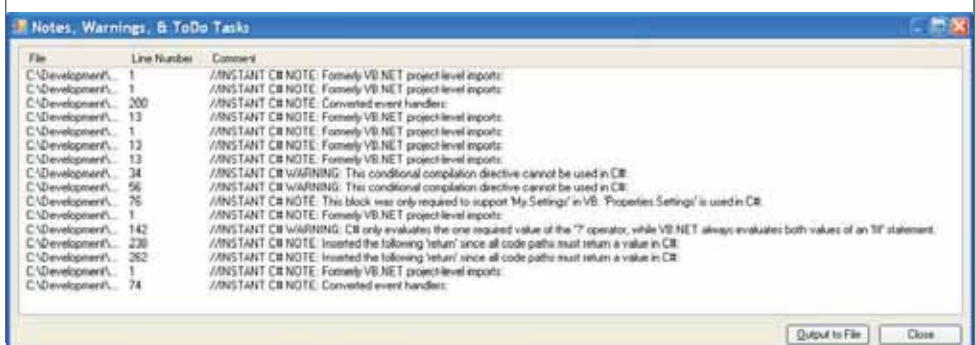 Notes, Warnings, & ToDo Tasks
File Line Number Comment
C:\Development\... 1 //INSTANT C# NOTE: Formerly VB.NET project-level imports:
C:\Development\... 1 //INSTANT C# NOTE: Formerly VB.NET project-level imports:
C:\Development\... 200 //INSTANT C# NOTE: Converted event handlers:
C:\Development\... 13 //INSTANT C# NOTE: Formerly VB.NET project-level imports:
C:\Development\... 1 //INSTANT C# NOTE: Formerly VB.NET project-level imports:
C:\Development\... 13 //INSTANT C# NOTE: Formerly VB.NET project-level imports:
C:\Development\... 13 //INSTANT C# NOTE: Formerly VB.NET project-level imports:
C:\Development\... 34 //INSTANT C# WARNING: This conditional compilation directive cannot be used in C#:
C:\Development\... 56 //INSTANT C# WARNING: This conditional compilation directive cannot be used in C#:
C:\Development\... 76 //INSTANT C# NOTE: This block was only required to support 'My.Settings' in VB. 'Properties.Settings' is used in C#:
C:\Development\... 1 //INSTANT C# NOTE: Formerly VB.NET project-level imports:
C:\Development\... 142 //INSTANT C# WARNING: C# only evaluates the one required value of the '?' operator, while VB.NET always evaluates both values of an 'IIf' statement.
C:\Development\... 238 //INSTANT C# NOTE: Inserted the following 'return' since all code paths must return a value in C#:
C:\Development\... 262 //INSTANT C# NOTE: Inserted the following 'return' since all code paths must return a value in C#:
C:\Development\... 1 //INSTANT C# NOTE: Formerly VB.NET project-level imports:
C:\Development\... 74 //INSTANT C# NOTE: Converted event handlers:
Output to File Close